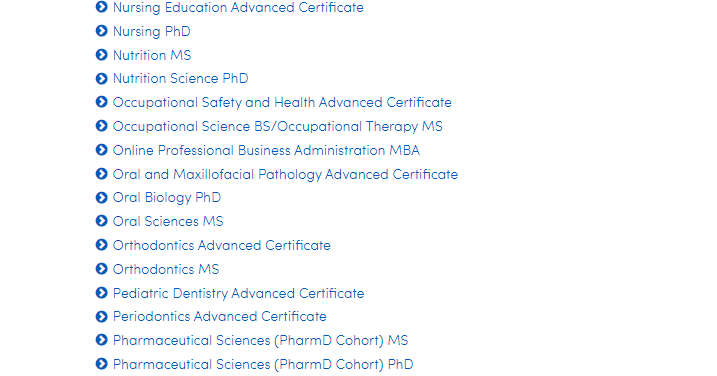 Nursing Education Advanced Certificate
Nursing PhD
Nutrition MS
Nutrition Science PhD
Occupational Safety and Health Advanced Certificate
Occupational Science BS/Occupational Therapy MS
Online Professional Business Administration MBA
Oral and Maxillofacial Pathology Advanced Certificate
Oral Biology PhD
Oral Sciences MS
Orthodontics Advanced Certificate
Orthodontics MS
Pediatric Dentistry Advanced Certificate
Periodontics Advanced Certificate
Pharmaceutical Sciences (PharmD Cohort) MS
Pharmaceutical Sciences (PharmD Cohort) PhD